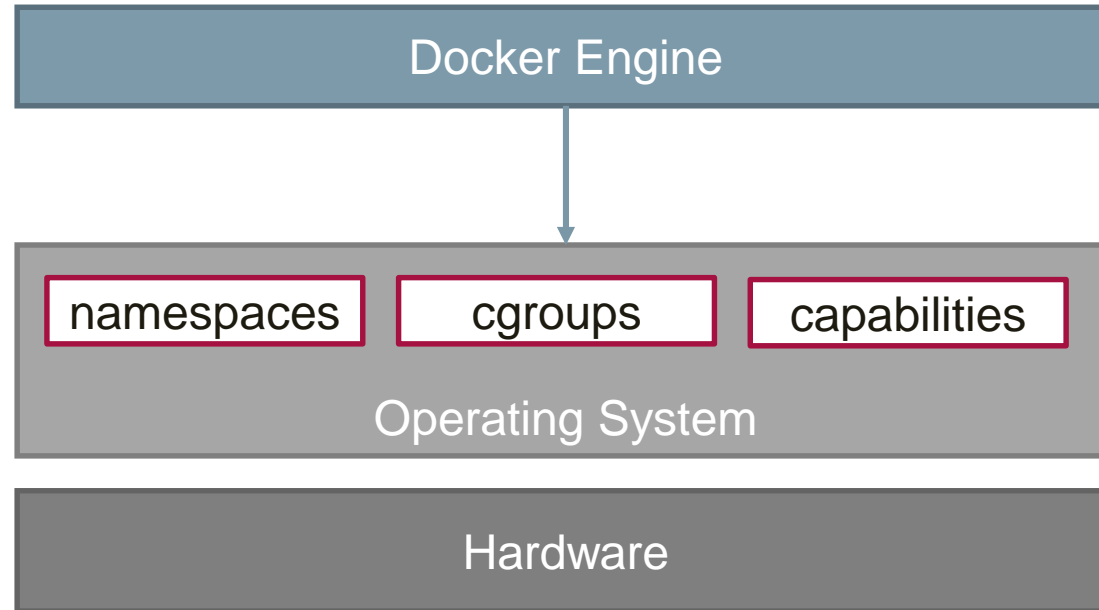 Docker Engine
namespaces cgroups capabilities
Operating System
Hardware